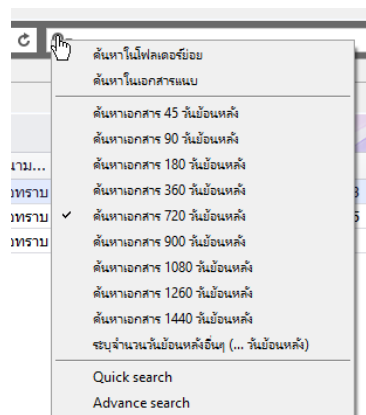 ค้นหาในโฟลเดอร์ย่อย
ค้นหาในเอกสารแนบ
ค้นหาเอกสาร 45 วันย้อนหลัง
ค้นหาเอกสาร 90 วันย้อนหลัง
นาม...
ค้นหาเอกสาร 180 วันย้อนหลัง
อทราบ
ค้นหาเอกสาร 360 วันย้อนหลัง
3
อทราบ
ค้นหาเอกสาร 720 วันย้อนหลัง
5
อทราบ
ค้นหาเอกสาร 900 วันย้อนหลัง
ค้นหาเอกสาร 1080 วันย้อนหลัง
ค้นหาเอกสาร 1260 วันย้อนหลัง
ค้นหาเอกสาร 1440 วันย้อนหลัง
ระบุจำนวนวันย้อนหลังอื่นๆ (... วันย้อนหลัง)
Quick search
Advance search